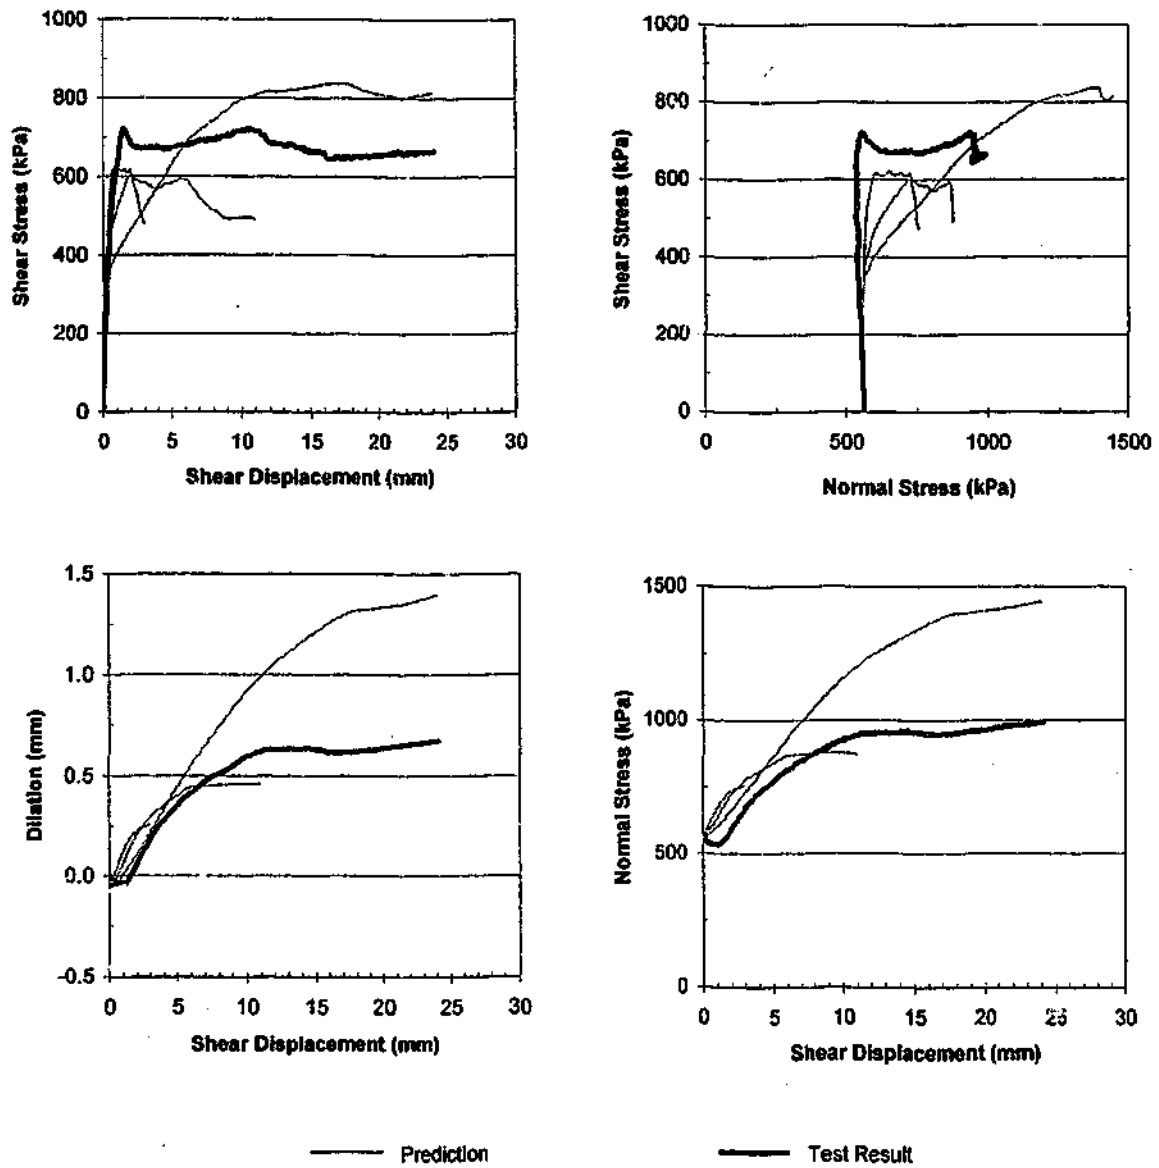 1000
800
600
400
200
0
Shear Stress (kPa)
0 5 10 15 20 25 30
Shear Displacement (mm)
1000
800
600
400
200
0
Shear Stress (kPa)
0 500 1000 1500
Normal Stress (kPa)
1.5
1.0
0.5
0.0
-0.5
Dilation (mm)
0 5 10 15 20 25 30
Shear Displacement (mm)
1500
1000
500
0
Normal Stress (kPa)
0 5 10 15 20 25 30
Shear Displacement (mm)
Prediction Test Result